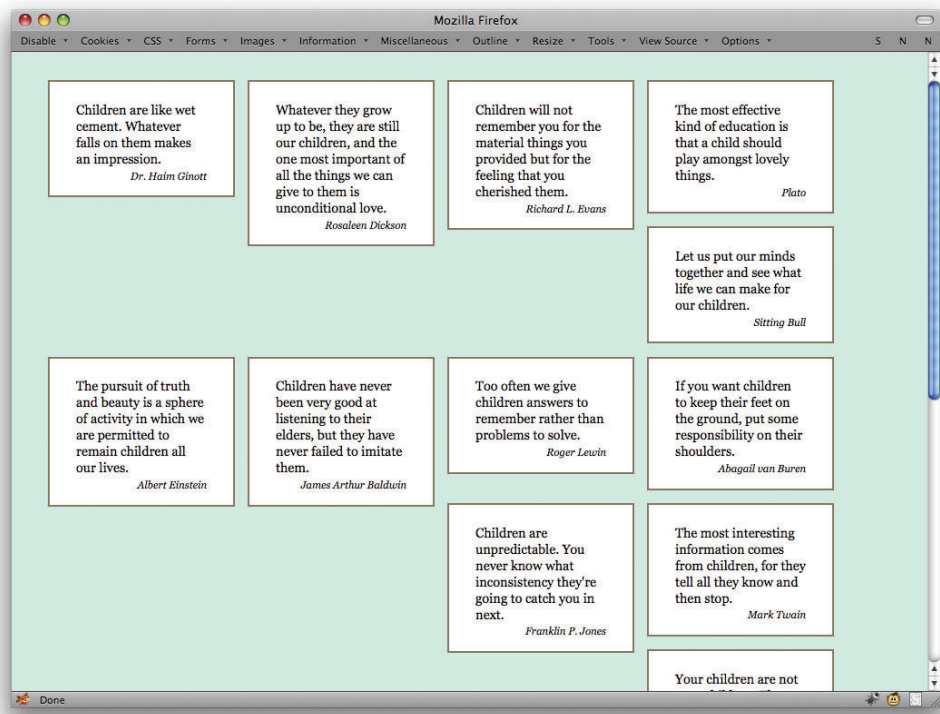 Mozilla Firefox
Disable Cookies CSS Forms Images Information Miscellaneous Outline Resize Tools View Source Options S N N
Children are like wet
cement. Whatever
falls on them makes
an impression.
Dr. Haim Ginott
Whatever they grow
up to be, they are still
our children, and the
one most important of
all the things we can
give to them is
unconditional love.
Rosaleen Dickson
Children will not
remember you for the
material things you
provided but for the
feeling that you
cherished them.
Richard L. Evans
The most effective
kind of education is
that a child should
play amongst lovely
things.
Plato
Let us put our minds
together and see what
life we can make for
our children.
Sitting Bull
The pursuit of truth
and beauty is a sphere
of activity in which we
are permitted to
remain children all
our lives.
Albert Einstein
Children have never
been very good at
listening to their
elders, but they have
never failed to imitate
them.
James Arthur Baldwin
Too often we give
children answers to
remember rather than
problems to solve.
Roger Lewin
If you want children
to keep their feet on
the ground, put some
responsibility on their
shoulders.
Abagail van Buren
Children are
unpredictable. You
never know what
inconsistency they're
going to catch you in
next.
Franklin P. Jones
The most interesting
information comes
from children, for they
tell all they know and
then stop.
Mark Twain
Your children are not
Done
S